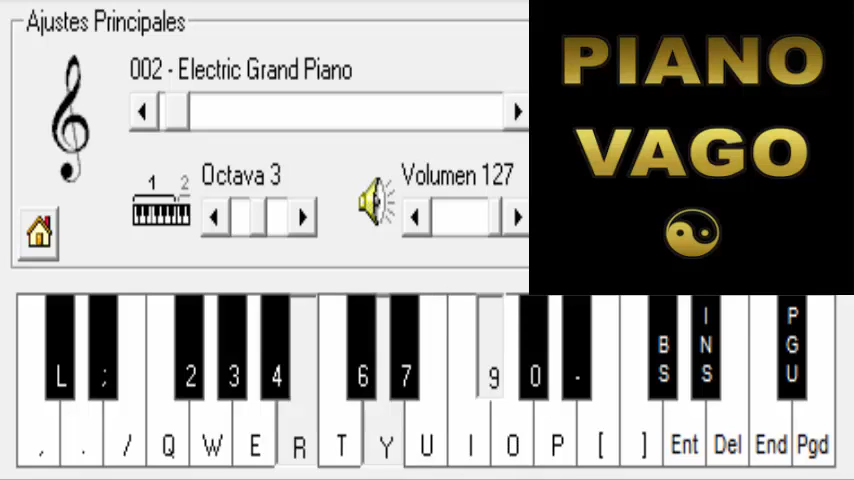 Ajustes Principales
002 - Electric Grand Piano
PIANO
VAGO
1 2
Octava 3
Volumen 127
L ; 2 3 4 6 7 9 0 - BS INS PGU
, . / Q W E R T Y U I O P [ ] Ent Del End Pgd